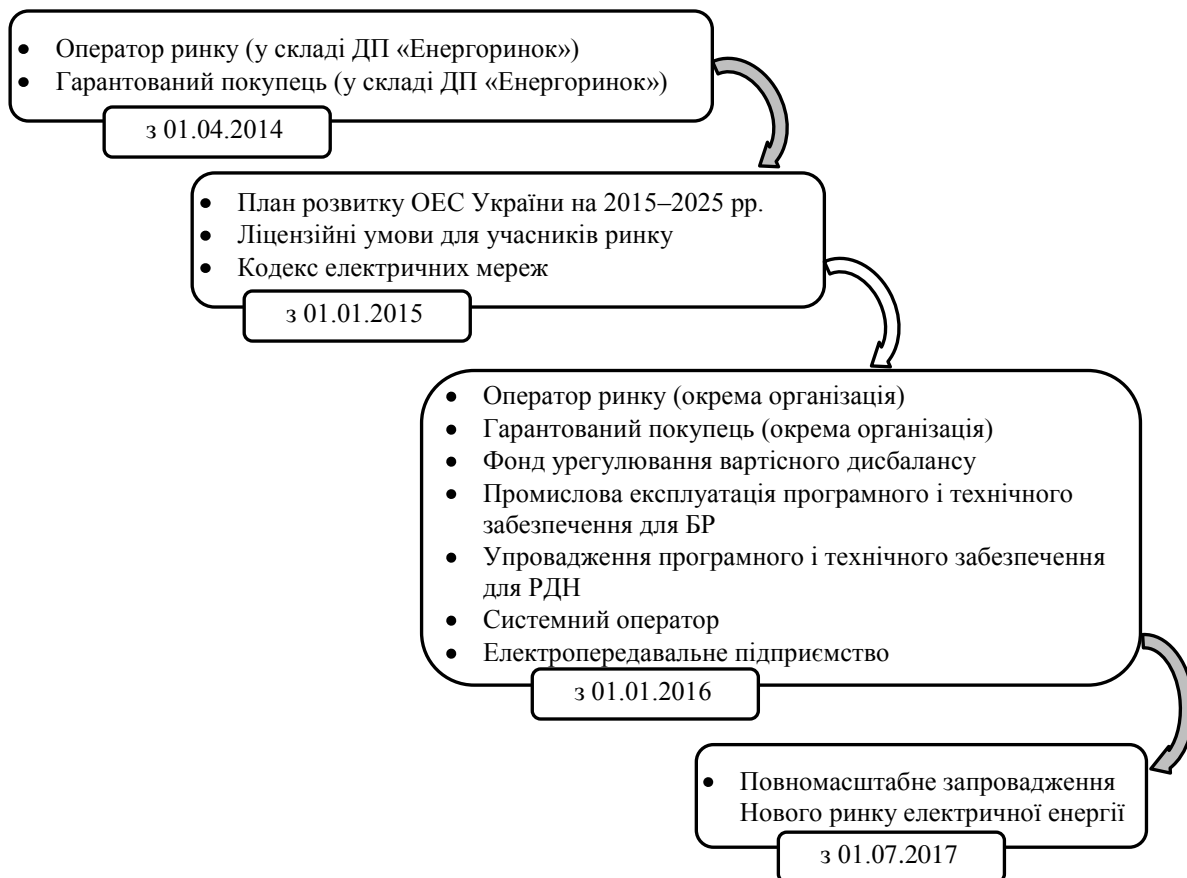 • Оператор ринку (у складі ДП «Енергоринок»)
• Гарантований покупець (у складі ДП «Енергоринок»)
з 01.04.2014
• План розвитку ОЕС України на 2015–2025 рр.
• Ліцензійні умови для учасників ринку
• Кодекс електричних мереж
з 01.01.2015
• Оператор ринку (окрема організація)
• Гарантований покупець (окрема організація)
• Фонд урегулювання вартісного дисбалансу
• Промислова експлуатація програмного і технічного
забезпечення для БР
• Упровадження програмного і технічного забезпечення
для РДН
• Системний оператор
• Електропередавальне підприємство
з 01.01.2016
• Повномасштабне запровадження
Нового ринку електричної енергії
з 01.07.2017